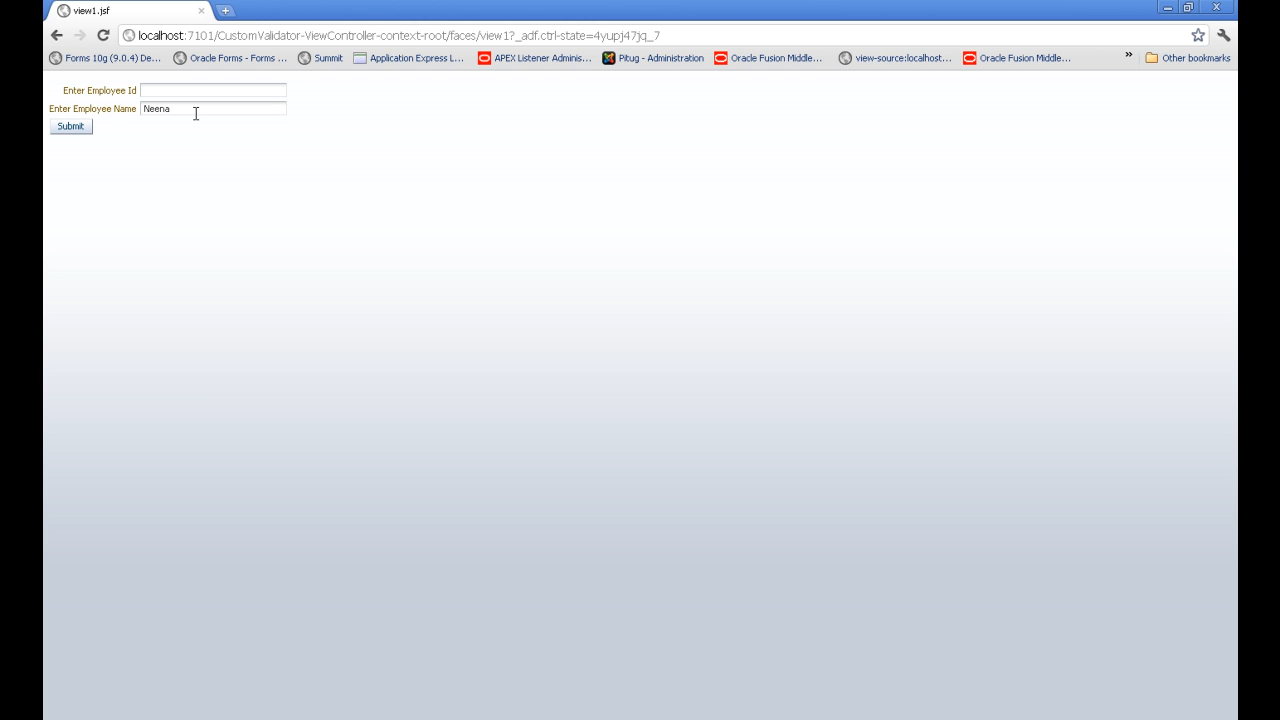 view1.jsf
localhost:7101/CustomValidator-ViewController-context-root/faces/view1?_adf.ctrl-state=4yupj47jq_7
Forms 10g (9.0.4) De... Oracle Forms - Forms ... Summit Application Express L... APEX Listener Adminis... Pitug - Administration Oracle Fusion Middle... view-source:localhost... Oracle Fusion Middle... » Other bookmarks
Enter Employee Id
Enter Employee Name Neena
Submit